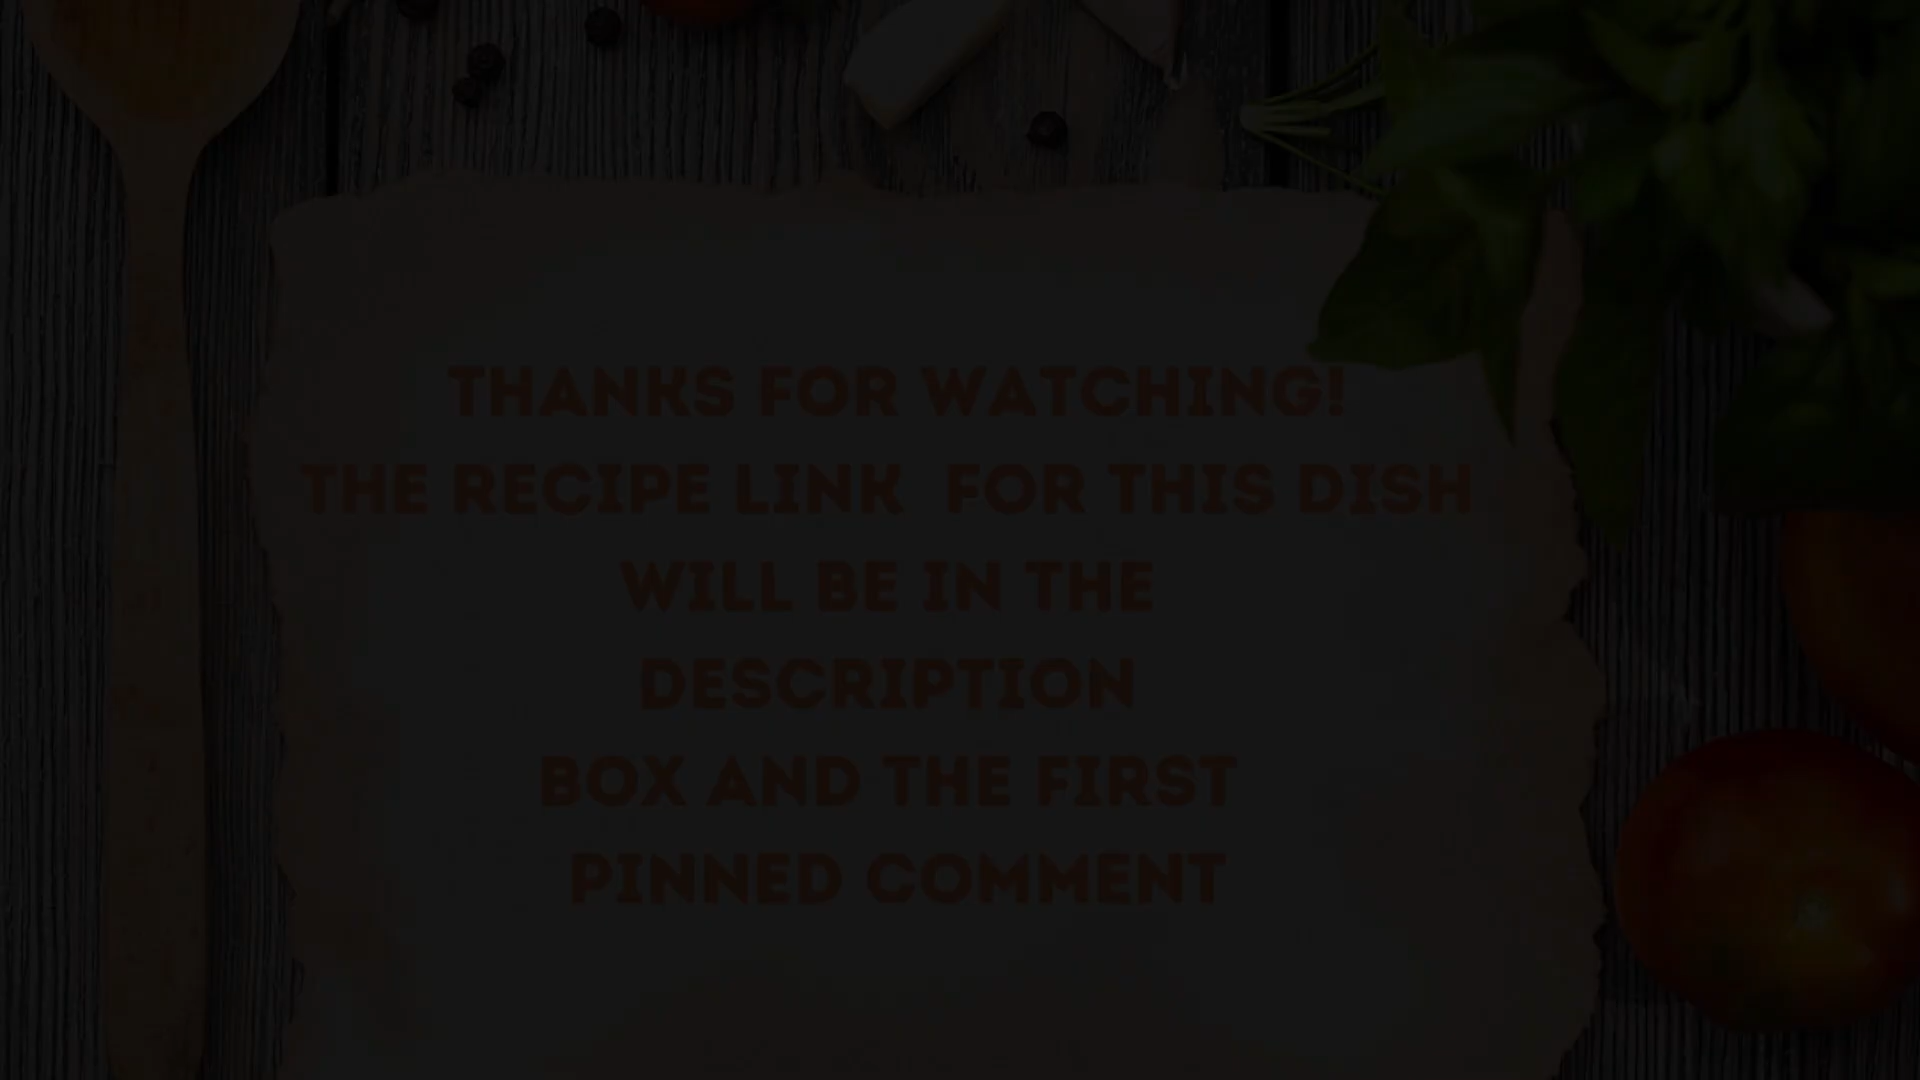 THANKS FOR WATCHING!
THE RECIPE LINK FOR THIS DISH
WILL BE IN THE
DESCRIPTION
BOX AND THE FIRST
PINNED COMMENT